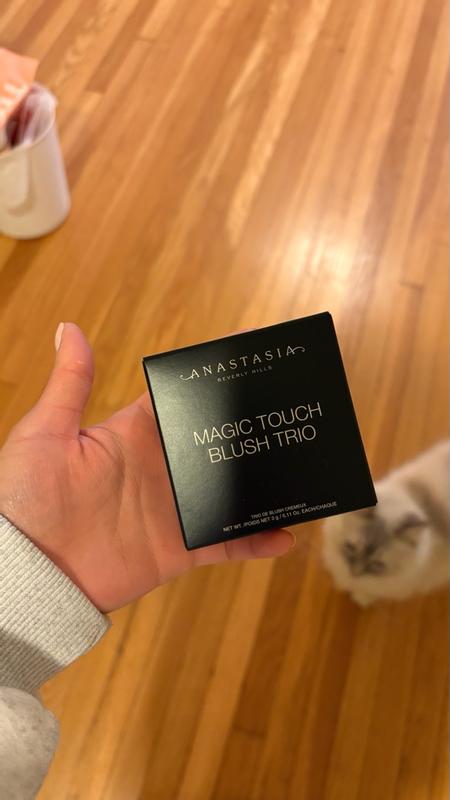 ANASTASIA
BEVERLY HILLS
MAGIC TOUCH
BLUSH TRIO
TRIO DE BLUSH CRÉMEUX
NET WT. /POIDS NET 3 g / 0.11 Oz. EACH/CHAQUE